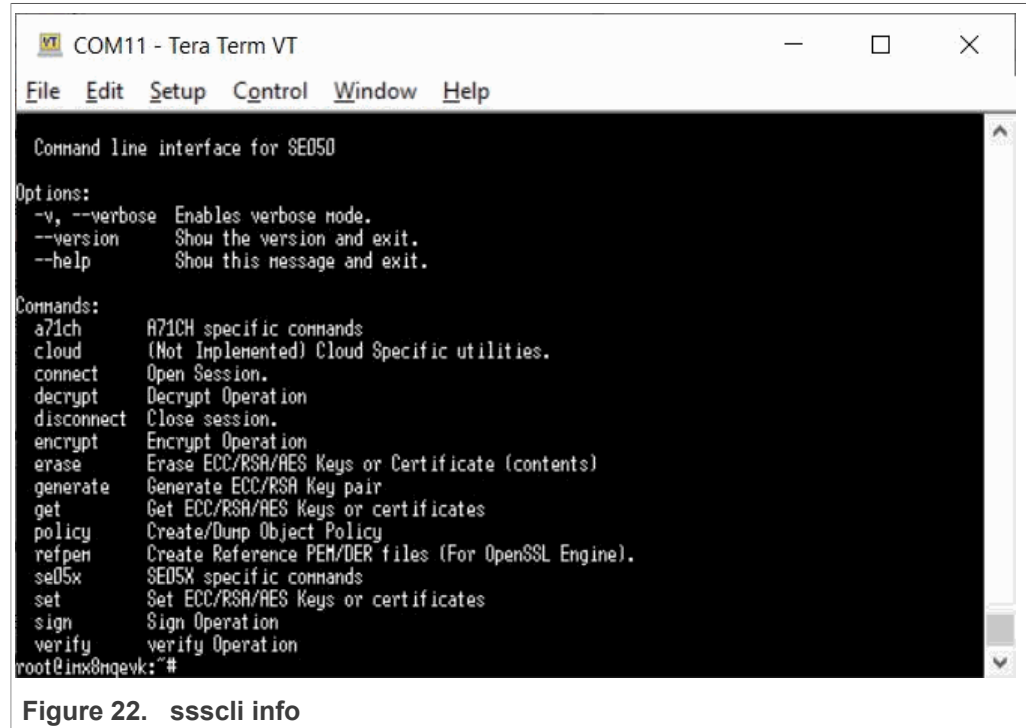 COM11 - Tera Term VT
File Edit Setup Control Window Help
Command line interface for SE050
Options:
-v, --verbose Enables verbose mode.
--version Show the version and exit.
--help Show this message and exit.
Commands:
a71ch A71CH specific commands
cloud (Not Implemented) Cloud Specific utilities.
connect Open Session.
decrypt Decrypt Operation
disconnect Close session.
encrypt Encrypt Operation
erase Erase ECC/RSA/AES Keys or Certificate (contents)
generate Generate ECC/RSA Key pair
get Get ECC/RSA/AES Keys or certificates
policy Create/Dump Object Policy
refpem Create Reference PEM/DER files (For OpenSSL Engine).
se05x SE05X specific commands
set Set ECC/RSA/AES Keys or certificates
sign Sign Operation
verify verify Operation
root@imx8mqevk:~#
Figure 22. ssscli info